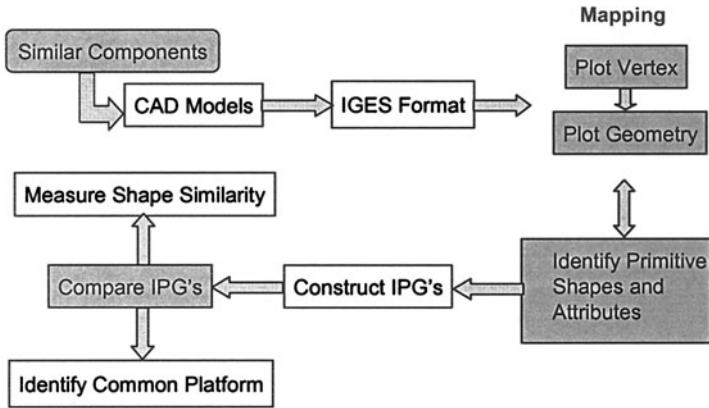 Mapping
Similar Components
Plot Vertex
CAD Models
IGES Format
Plot Geometry
Measure Shape Similarity
Compare IPG's
Construct IPG's
Identify Primitive
Shapes and
Attributes
Identify Common Platform